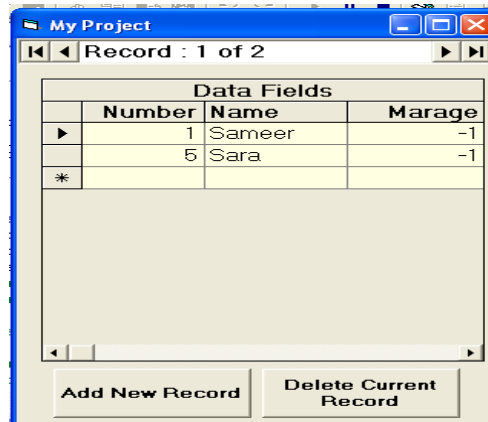 My Project
Record : 1 of 2
Data Fields
Number Name Marage
1 Sameer -1
5 Sara -1
*
Add New Record
Delete Current
Record